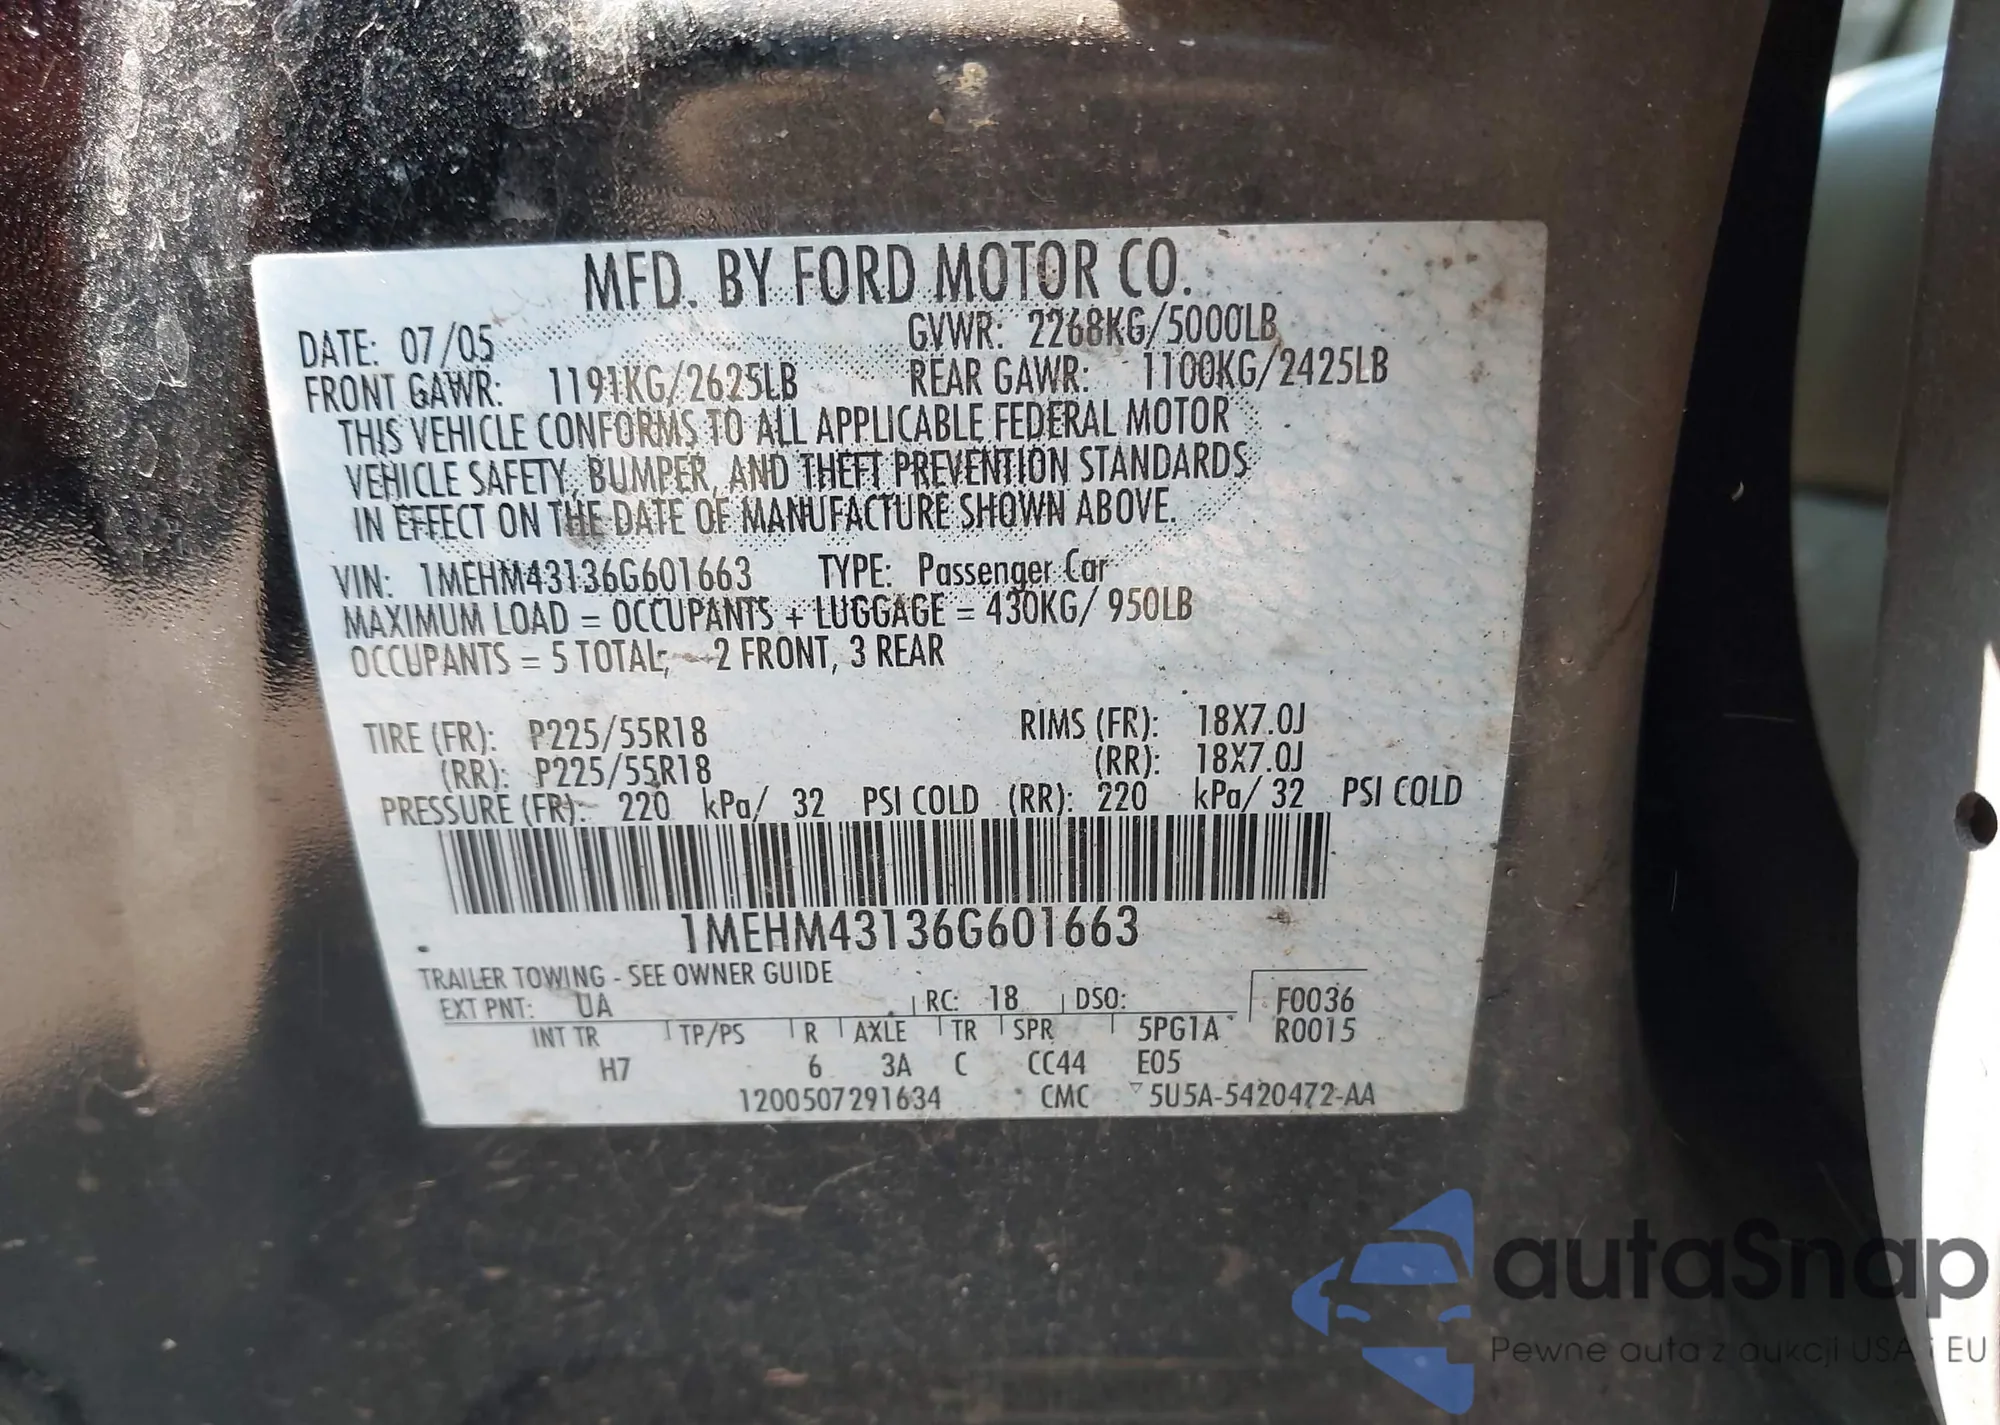 MFD. BY FORD MOTOR CO.
DATE: 07/05 GVWR: 2268KG/5000LB
FRONT GAWR: 1191KG/2625LB REAR GAWR: 1100KG/2425LB
THIS VEHICLE CONFORMS TO ALL APPLICABLE FEDERAL MOTOR
VEHICLE SAFETY, BUMPER, AND THEFT PREVENTION STANDARDS
IN EFFECT ON THE DATE OF MANUFACTURE SHOWN ABOVE.
VIN: 1MEHM43136G601663 TYPE: Passenger Car
MAXIMUM LOAD = OCCUPANTS + LUGGAGE = 430KG/ 950LB
OCCUPANTS = 5 TOTAL, 2 FRONT, 3 REAR
TIRE (FR): P225/55R18 RIMS (FR): 18X7.0J
(RR): P225/55R18 (RR): 18X7.0J
PRESSURE (FR): 220 kPa/ 32 PSI COLD (RR): 220 kPa/ 32 PSI COLD
1MEHM43136G601663
TRAILER TOWING - SEE OWNER GUIDE
EXT PNT: UA RC: 18 DSO: F0036
INT TR TP/PS R AXLE TR SPR 5PG1A R0015
H7 6 3A C CC44 E05
1200507291634 CMC 5U5A-5420472-AA
autaSnap
Pewne auta z aukcji USA i EU